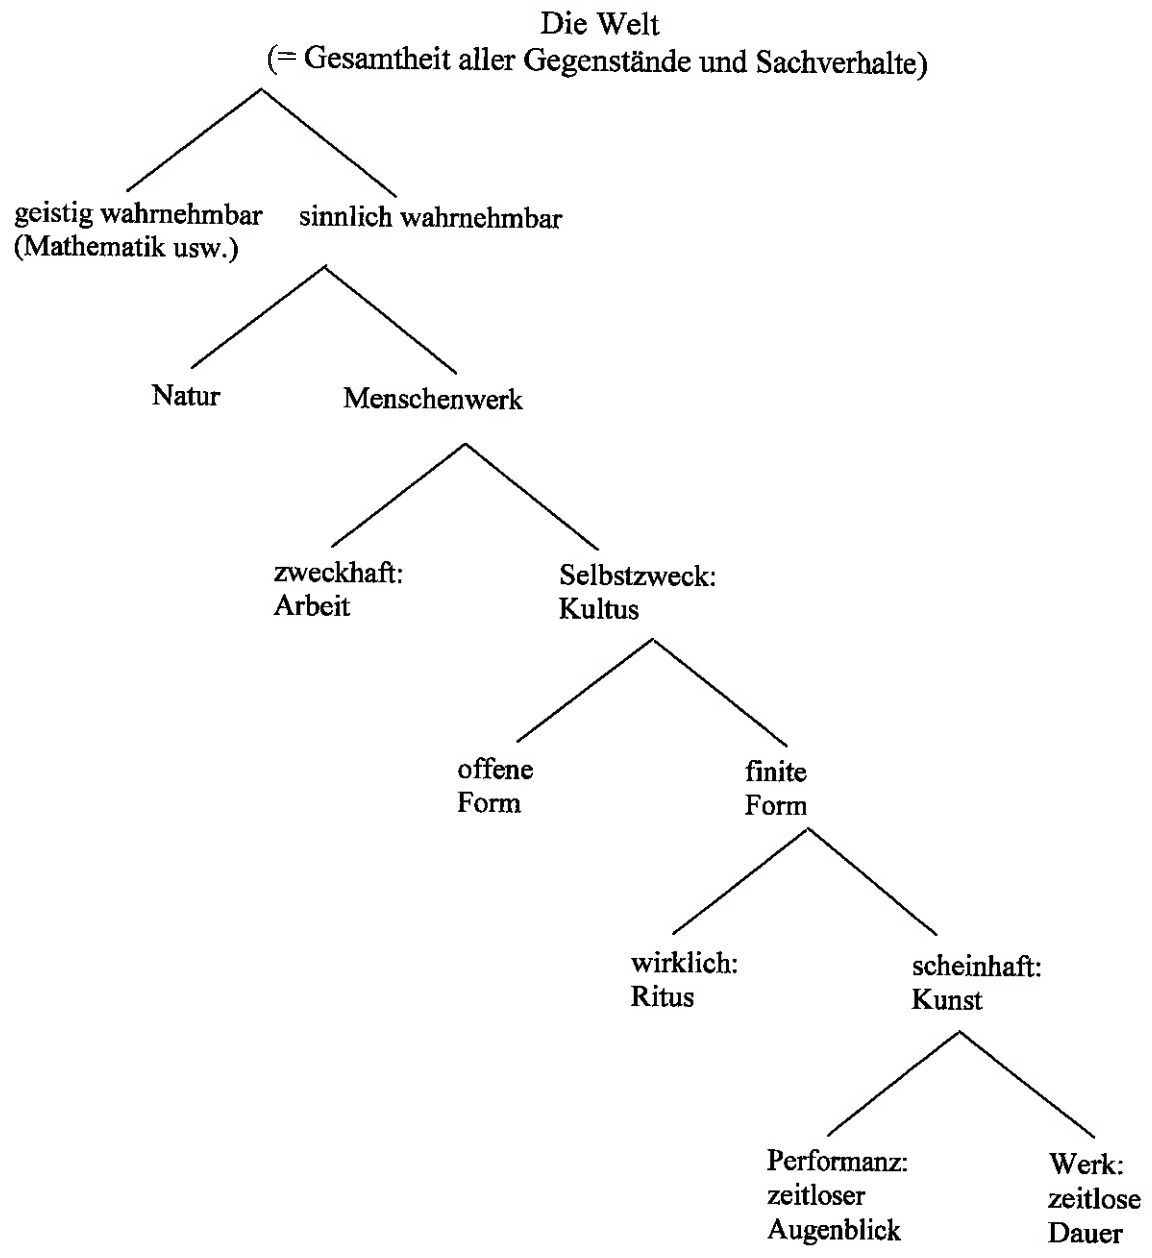 Die Welt
(= Gesamtheit aller Gegenstände und Sachverhalte)
geistig wahrnehmbar
(Mathematik usw.)
sinnlich wahrnehmbar
Natur
Menschenwerk
zweckhaft:
Arbeit
Selbstzweck:
Kultus
offene
Form
finite
Form
wirklich:
Ritus
scheinhaft:
Kunst
Performanz:
zeitloser
Augenblick
Werk:
zeitlose
Dauer